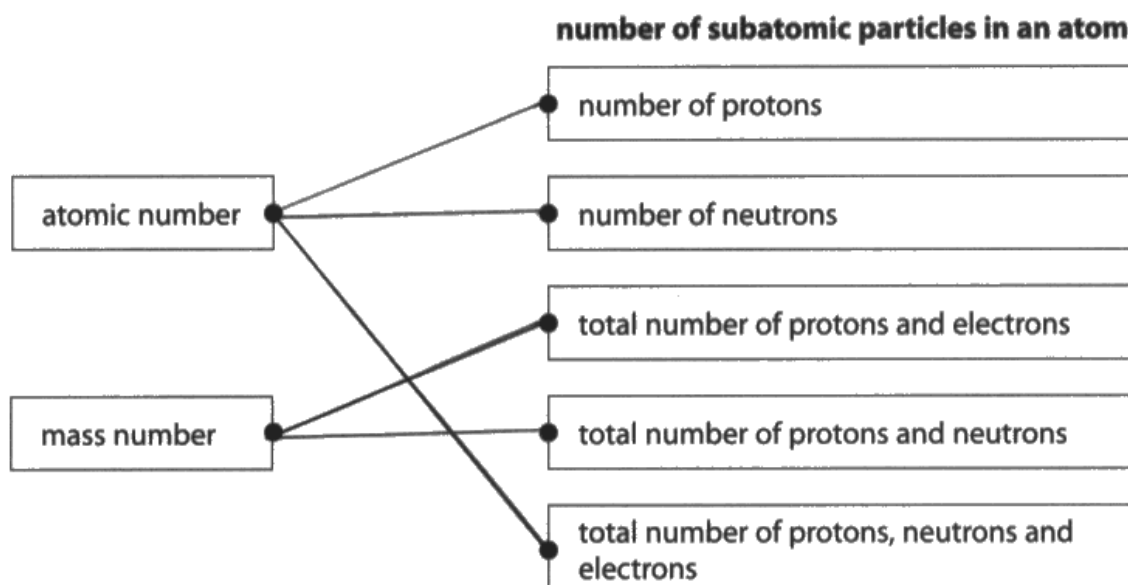 number of subatomic particles in an atom
number of protons
atomic number
number of neutrons
total number of protons and electrons
mass number
total number of protons and neutrons
total number of protons, neutrons and
electrons